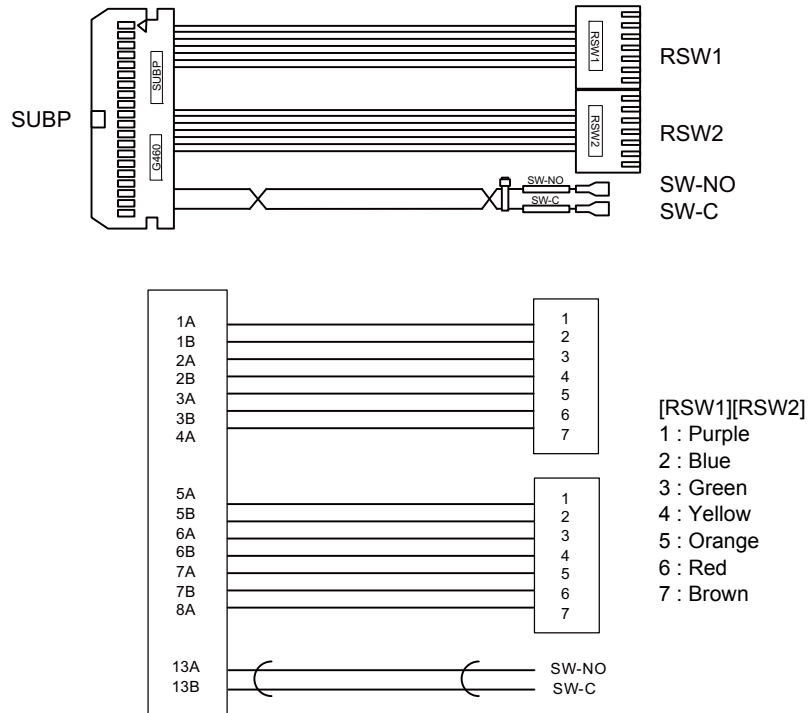 SUBP
SUBP
G460
RSW1
RSW2
RSW1
RSW2
SW-NO
SW-C
SW-NO
SW-C
1A
1B
2A
2B
3A
3B
4A
1
2
3
4
5
6
7
5A
5B
6A
6B
7A
7B
8A
1
2
3
4
5
6
7
13A
13B
SW-NO
SW-C
[RSW1][RSW2]
1 : Purple
2 : Blue
3 : Green
4 : Yellow
5 : Orange
6 : Red
7 : Brown